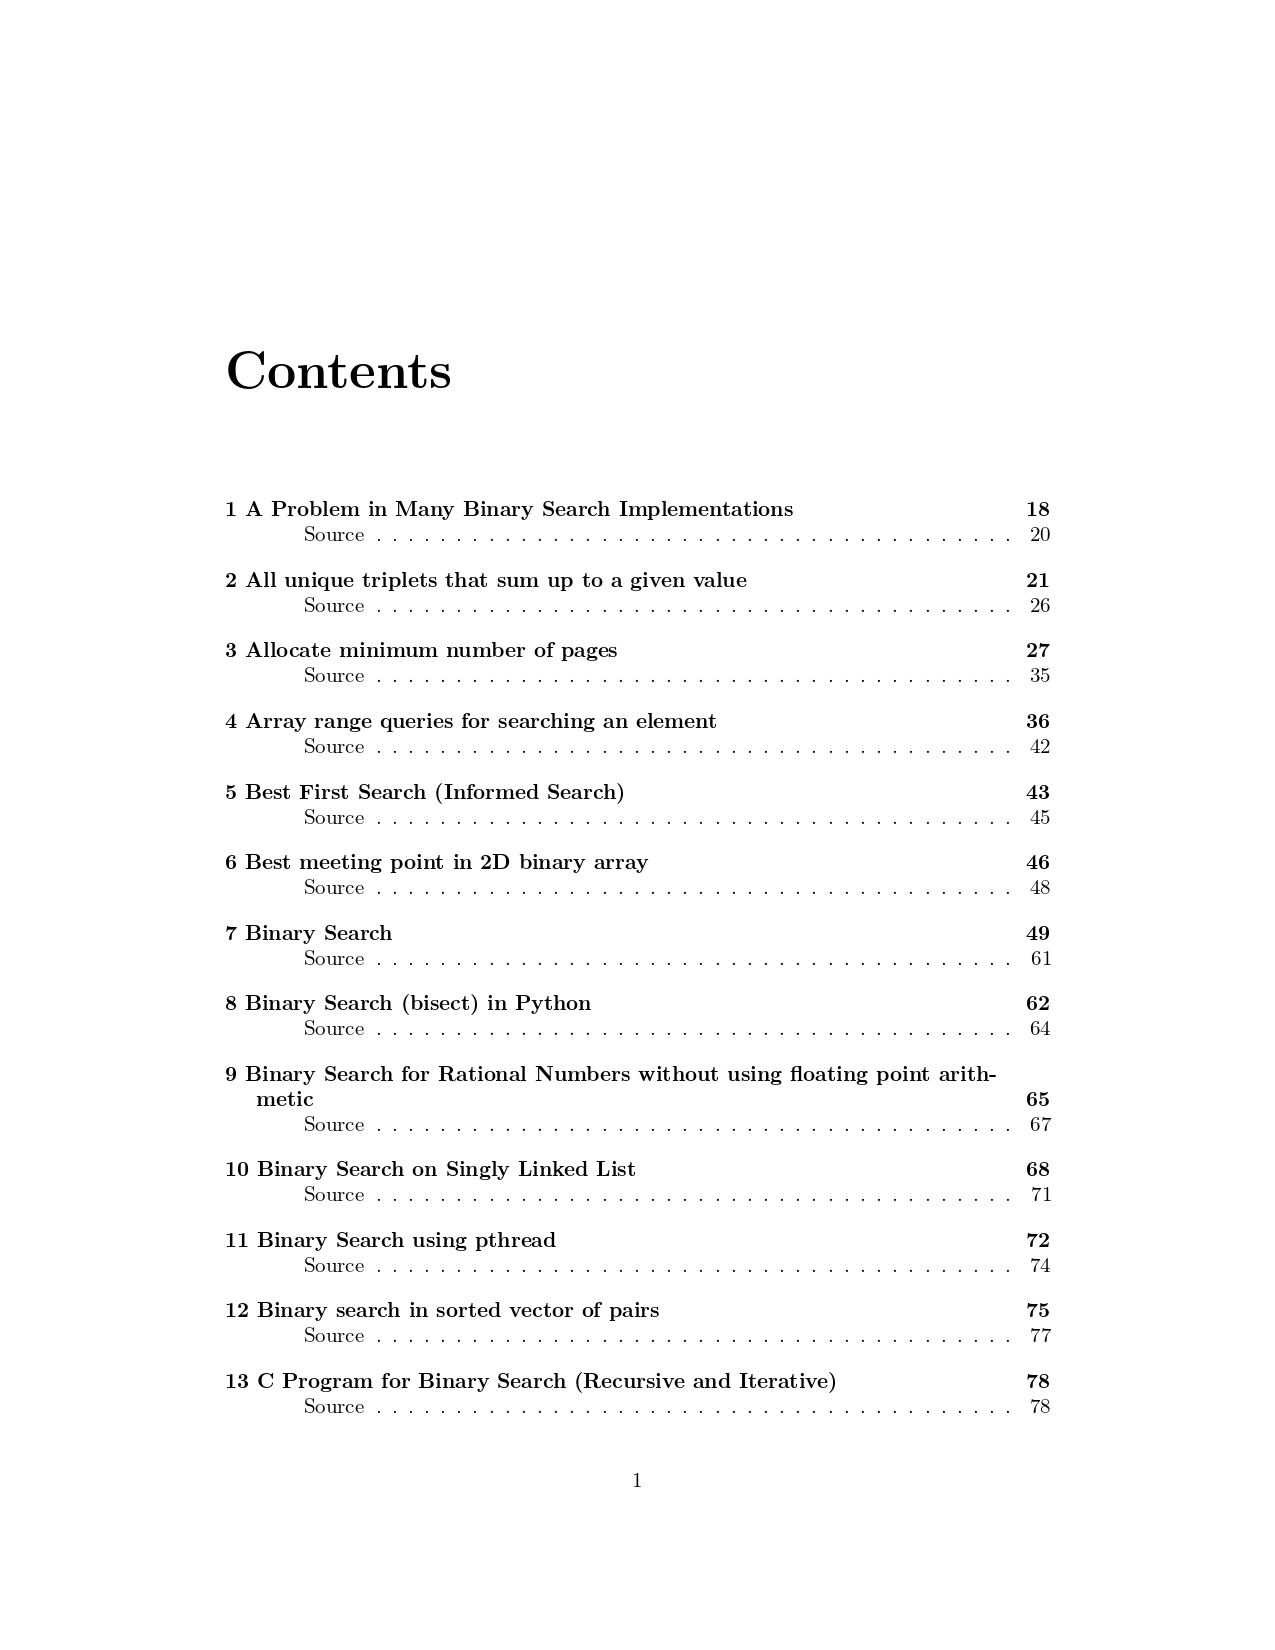 Contents
1 A Problem in Many Binary Search Implementations 18
Source . . . . . . . . . . . . . . . . . . . . . . . . . . . . . . . . . . . . . . . . 20
2 All unique triplets that sum up to a given value 21
Source . . . . . . . . . . . . . . . . . . . . . . . . . . . . . . . . . . . . . . . . 26
3 Allocate minimum number of pages 27
Source . . . . . . . . . . . . . . . . . . . . . . . . . . . . . . . . . . . . . . . . 35
4 Array range queries for searching an element 36
Source . . . . . . . . . . . . . . . . . . . . . . . . . . . . . . . . . . . . . . . . 42
5 Best First Search (Informed Search) 43
Source . . . . . . . . . . . . . . . . . . . . . . . . . . . . . . . . . . . . . . . . 45
6 Best meeting point in 2D binary array 46
Source . . . . . . . . . . . . . . . . . . . . . . . . . . . . . . . . . . . . . . . . 48
7 Binary Search 49
Source . . . . . . . . . . . . . . . . . . . . . . . . . . . . . . . . . . . . . . . . 61
8 Binary Search (bisect) in Python 62
Source . . . . . . . . . . . . . . . . . . . . . . . . . . . . . . . . . . . . . . . . 64
9 Binary Search for Rational Numbers without using floating point arith-
metic 65
Source . . . . . . . . . . . . . . . . . . . . . . . . . . . . . . . . . . . . . . . . 67
10 Binary Search on Singly Linked List 68
Source . . . . . . . . . . . . . . . . . . . . . . . . . . . . . . . . . . . . . . . . 71
11 Binary Search using pthread 72
Source . . . . . . . . . . . . . . . . . . . . . . . . . . . . . . . . . . . . . . . . 74
12 Binary search in sorted vector of pairs 75
Source . . . . . . . . . . . . . . . . . . . . . . . . . . . . . . . . . . . . . . . . 77
13 C Program for Binary Search (Recursive and Iterative) 78
Source . . . . . . . . . . . . . . . . . . . . . . . . . . . . . . . . . . . . . . . . 78
1